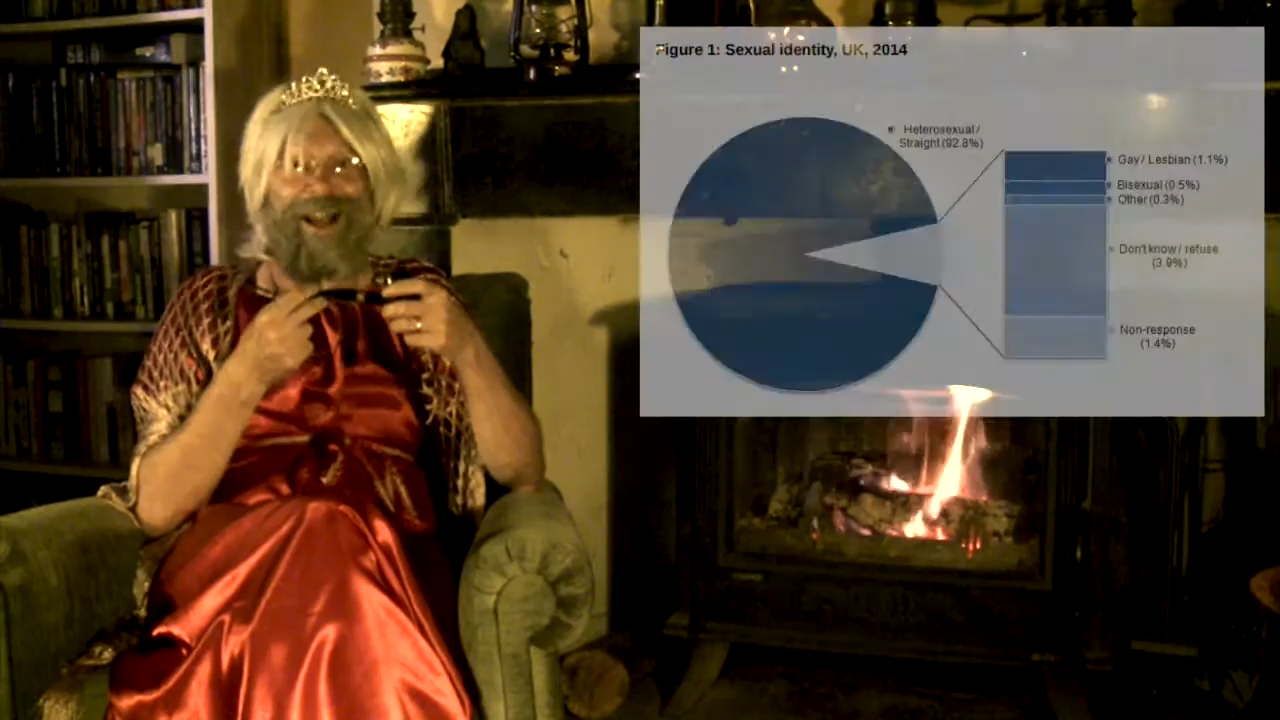 Figure 1: Sexual identity, UK, 2014
Heterosexual /
Straight (92.8%)
Gay / Lesbian (1.1%)
Bisexual (0.5%)
Other (0.3%)
Don't know / refuse
(3.9%)
Non-response
(1.4%)